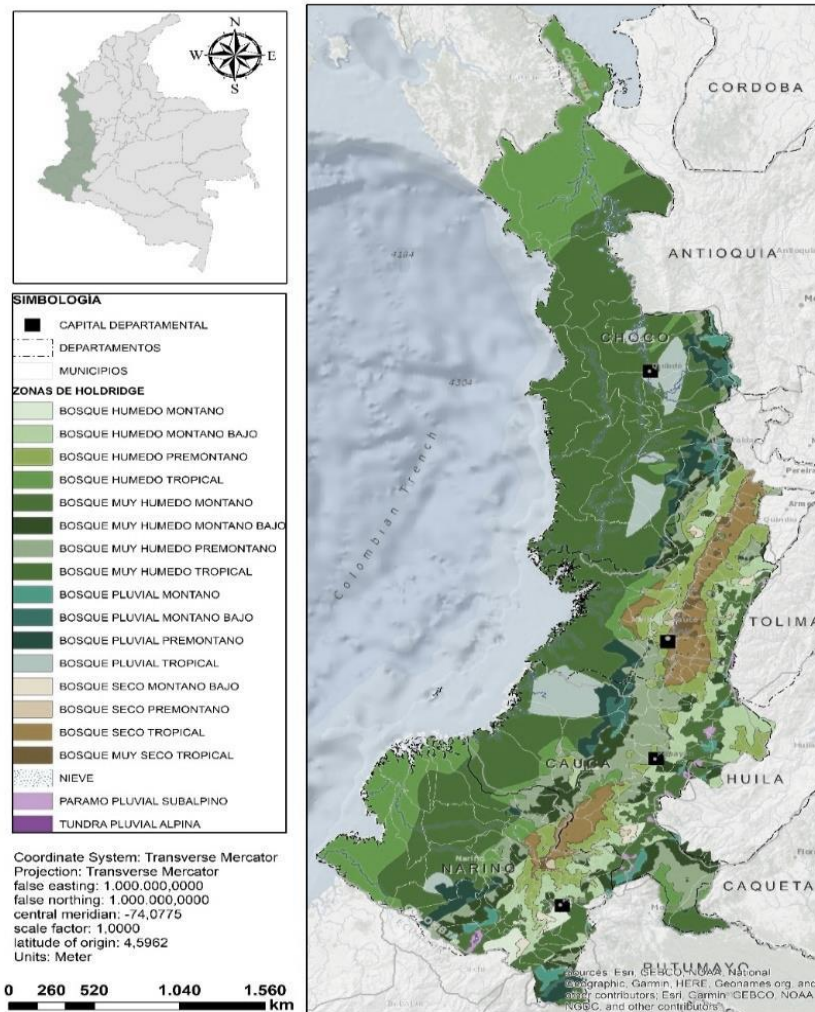 N
W
E
S
SIMBOLOGÍA
CAPITAL DEPARTAMENTAL
DEPARTAMENTOS
MUNICIPIOS
ZONAS DE HOLDRIDGE
BOSQUE HUMEDO MONTANO
BOSQUE HUMEDO MONTANO BAJO
BOSQUE HUMEDO PREMONTANO
BOSQUE HUMEDO TROPICAL
BOSQUE MUY HUMEDO MONTANO
BOSQUE MUY HUMEDO MONTANO BAJO
BOSQUE MUY HUMEDO PREMONTANO
BOSQUE MUY HUMEDO TROPICAL
BOSQUE PLUVIAL MONTANO
BOSQUE PLUVIAL MONTANO BAJO
BOSQUE PLUVIAL PREMONTANO
BOSQUE PLUVIAL TROPICAL
BOSQUE SECO MONTANO BAJO
BOSQUE SECO PREMONTANO
BOSQUE SECO TROPICAL
BOSQUE MUY SECO TROPICAL
NIEVE
PARAMO PLUVIAL SUBALPINO
TUNDRA PLUVIAL ALPINA
Coordinate System: Transverse Mercator
Projection: Transverse Mercator
false easting: 1.000.000,0000
false northing: 1.000.000,0000
central meridian: -74,0775
scale factor: 1,0000
latitude of origin: 4,5962
Units: Meter
0 260 520 1.040 1.560
km
COLOMBIA
CORDOBA
ANTIOQUIA
4194
CHOCO
4304
Colombian Trench
TOLIMA
CAUCA
HUILA
NARIÑO
CAQUETA
PUTUMAYO
Sources: Esri, GEBCO, NOAA, National
Geographic, Garmin, HERE, Geonames.org, and
other contributors; Esri, Garmin, GEBCO, NOAA
NGDC, and other contributors